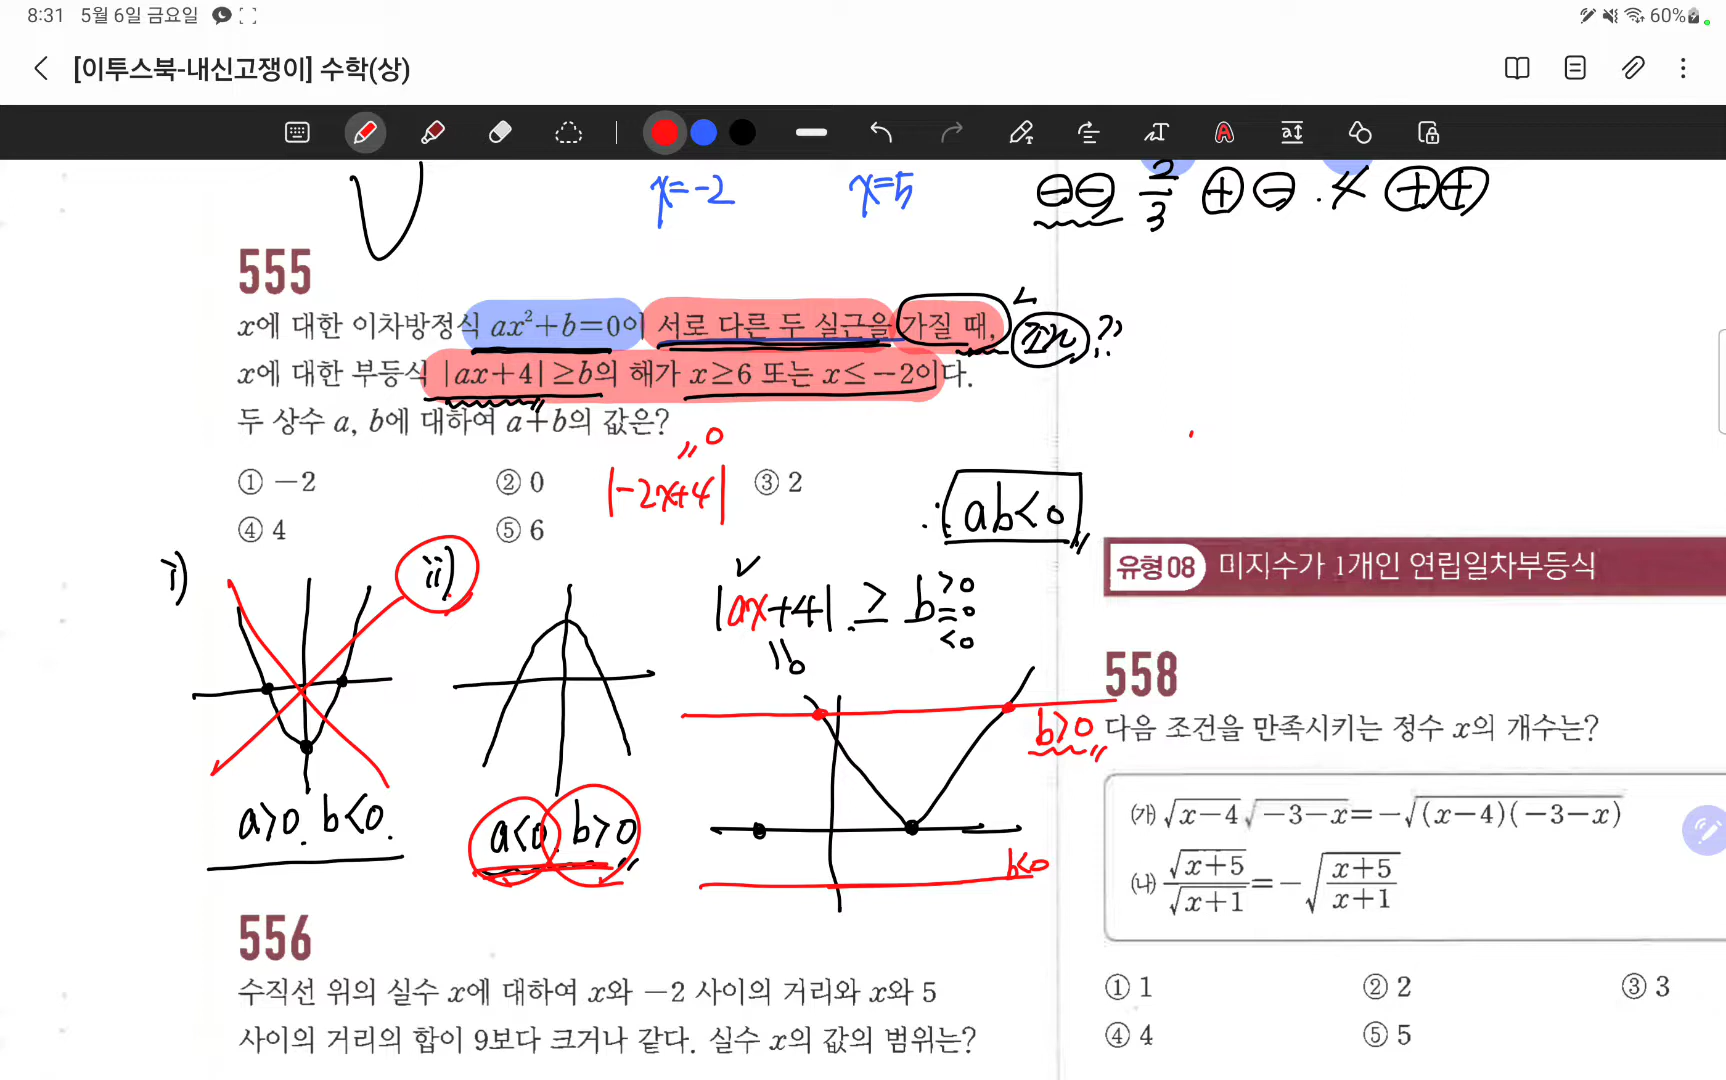 8:31 5월 6일 금요일
60%
[이투스북-내신고쟁이] 수학(상)
x=-2 x=5
⊖⊖ 2/3 ⊕⊖ .4 ⊕⊕
555
x에 대한 이차방정식 ax²+b=0이 서로 다른 두 실근을 가질 때,
x에 대한 부등식 |ax+4|≥b의 해가 x≥6 또는 x≤-2이다.
두 상수 a, b에 대하여 a+b의 값은?
① -2 ② 0 ③ 2
④ 4 ⑤ 6
0
|-2x+4|
∴ ab<0
i) ii)
|ax+4| ≥ b >0 =0 <0
0
b>0
a>0. b<0.
a<0. b>0
b<0
556
수직선 위의 실수 x에 대하여 x와 -2 사이의 거리와 x와 5
사이의 거리의 합이 9보다 크거나 같다. 실수 x의 값의 범위는?
유형 08 미지수가 1개인 연립일차부등식
558
다음 조건을 만족시키는 정수 x의 개수는?
(가) √(x-4)√(-3-x)=-√((x-4)(-3-x))
(나) √(x+5)/√(x+1)=-√((x+5)/(x+1))
① 1 ② 2 ③ 3
④ 4 ⑤ 5